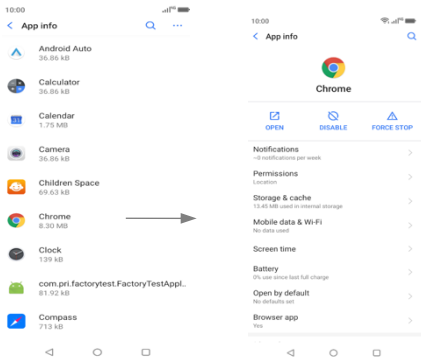 10:00
App info
Android Auto
36.86 kB
Calculator
36.86 kB
Calendar
1.75 MB
Camera
36.86 kB
Children Space
69.63 kB
Chrome
8.30 MB
Clock
139 kB
com.pri.factorytest.FactoryTestAppl..
81.92 kB
Compass
713 kB
10:00
App info
Chrome
OPEN DISABLE FORCE STOP
Notifications
~0 notifications per week
Permissions
Location
Storage & cache
13.45 MB used in internal storage
Mobile data & Wi-Fi
No data used
Screen time
Battery
0% use since last full charge
Open by default
No defaults set
Browser app
Yes